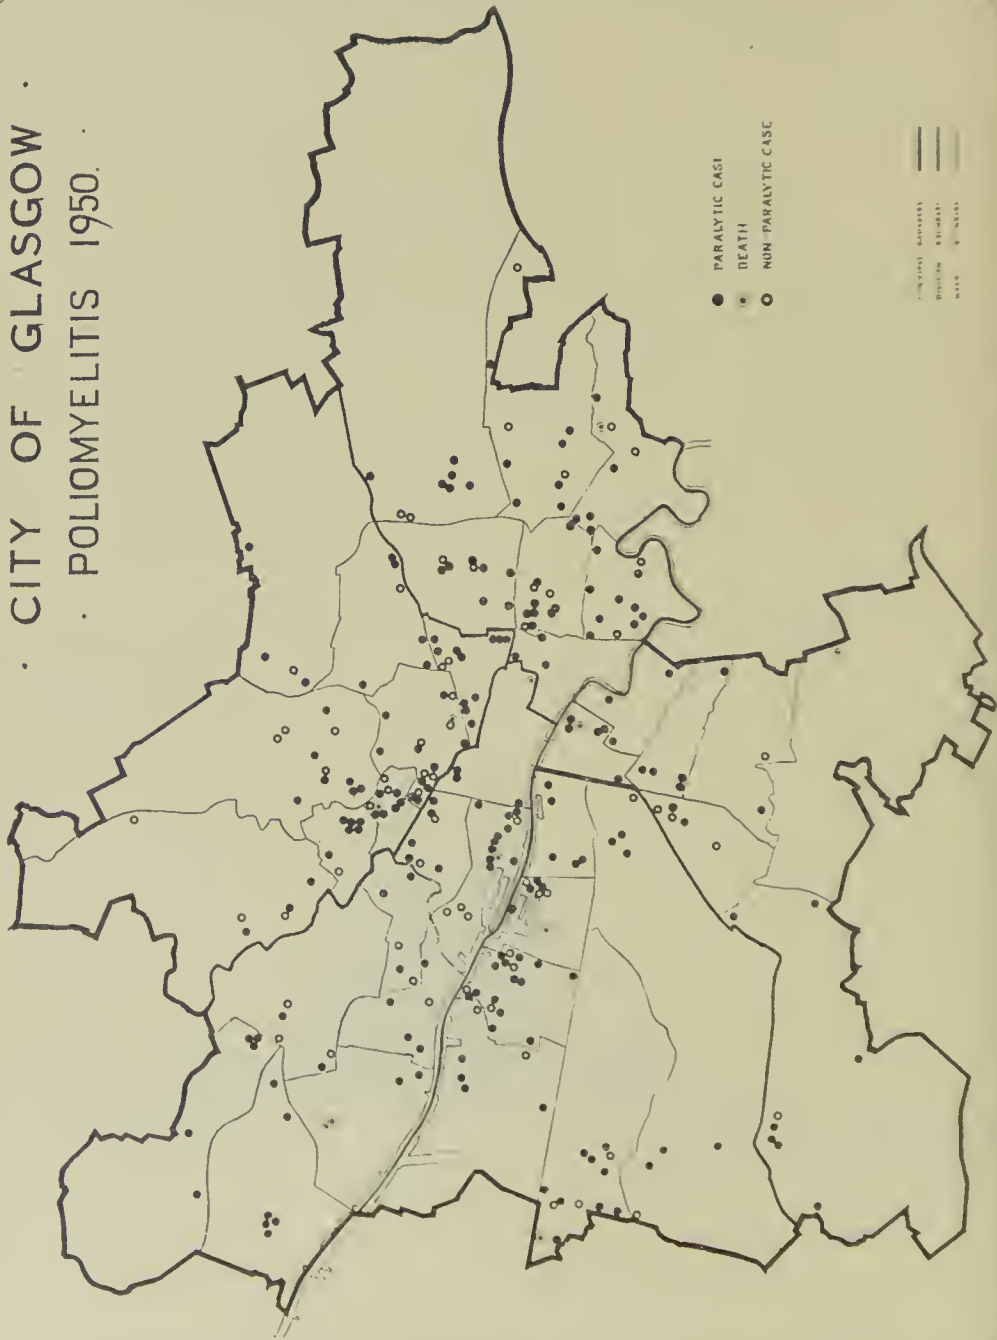 CITY OF GLASGOW
POLIOMYELITIS 1950.
PARALYTIC CASE
DEATH
NON PARALYTIC CASE